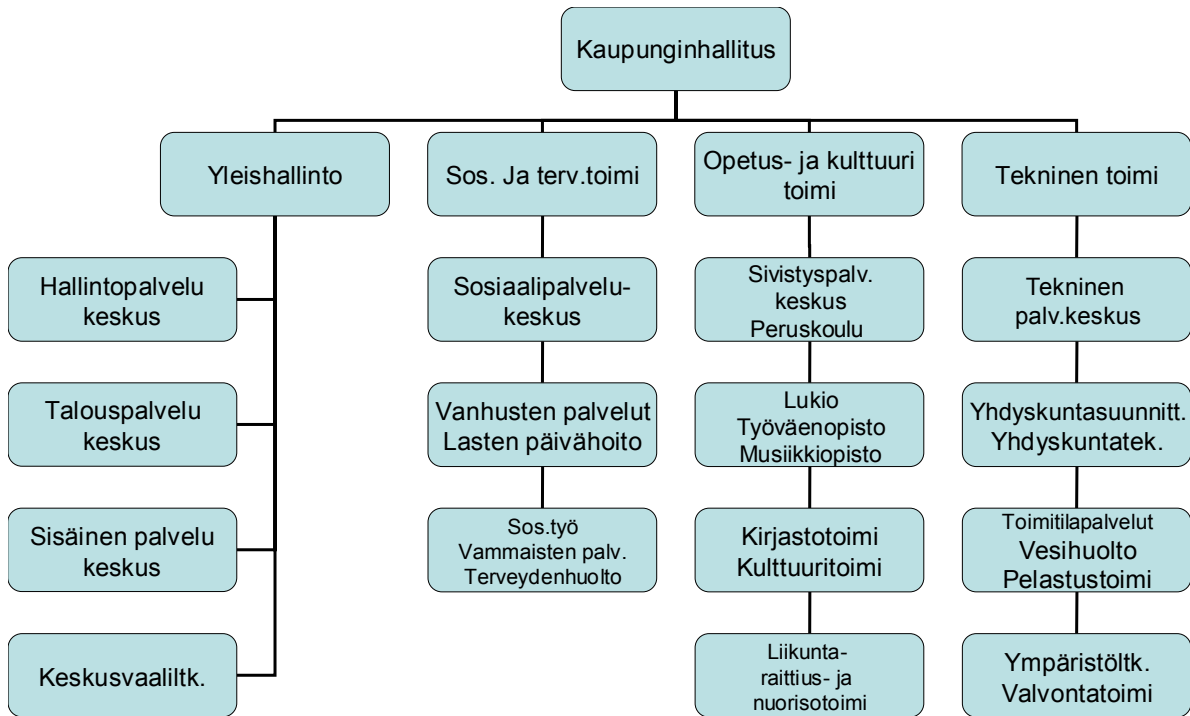 Kaupunginhallitus
Yleishallinto
Sos. Ja terv.toimi
Opetus- ja kulttuuri
toimi
Tekninen toimi
Hallintopalvelu
keskus
Sosiaalipalvelu-
keskus
Sivistyspalv.
keskus
Peruskoulu
Tekninen
palv.keskus
Talouspalvelu
keskus
Vanhusten palvelut
Lasten päivähoito
Lukio
Työväenopisto
Musiikkiopisto
Yhdyskuntasuunnitt.
Yhdyskuntatek.
Sisäinen palvelu
keskus
Sos.työ
Vammaisten palv.
Terveydenhuolto
Kirjastotoimi
Kulttuuritoimi
Toimitilapalvelut
Vesihuolto
Pelastustoimi
Keskusvaaliltk.
Liikunta-
raittius- ja
nuorisotoimi
Ympäristöltk.
Valvontatoimi